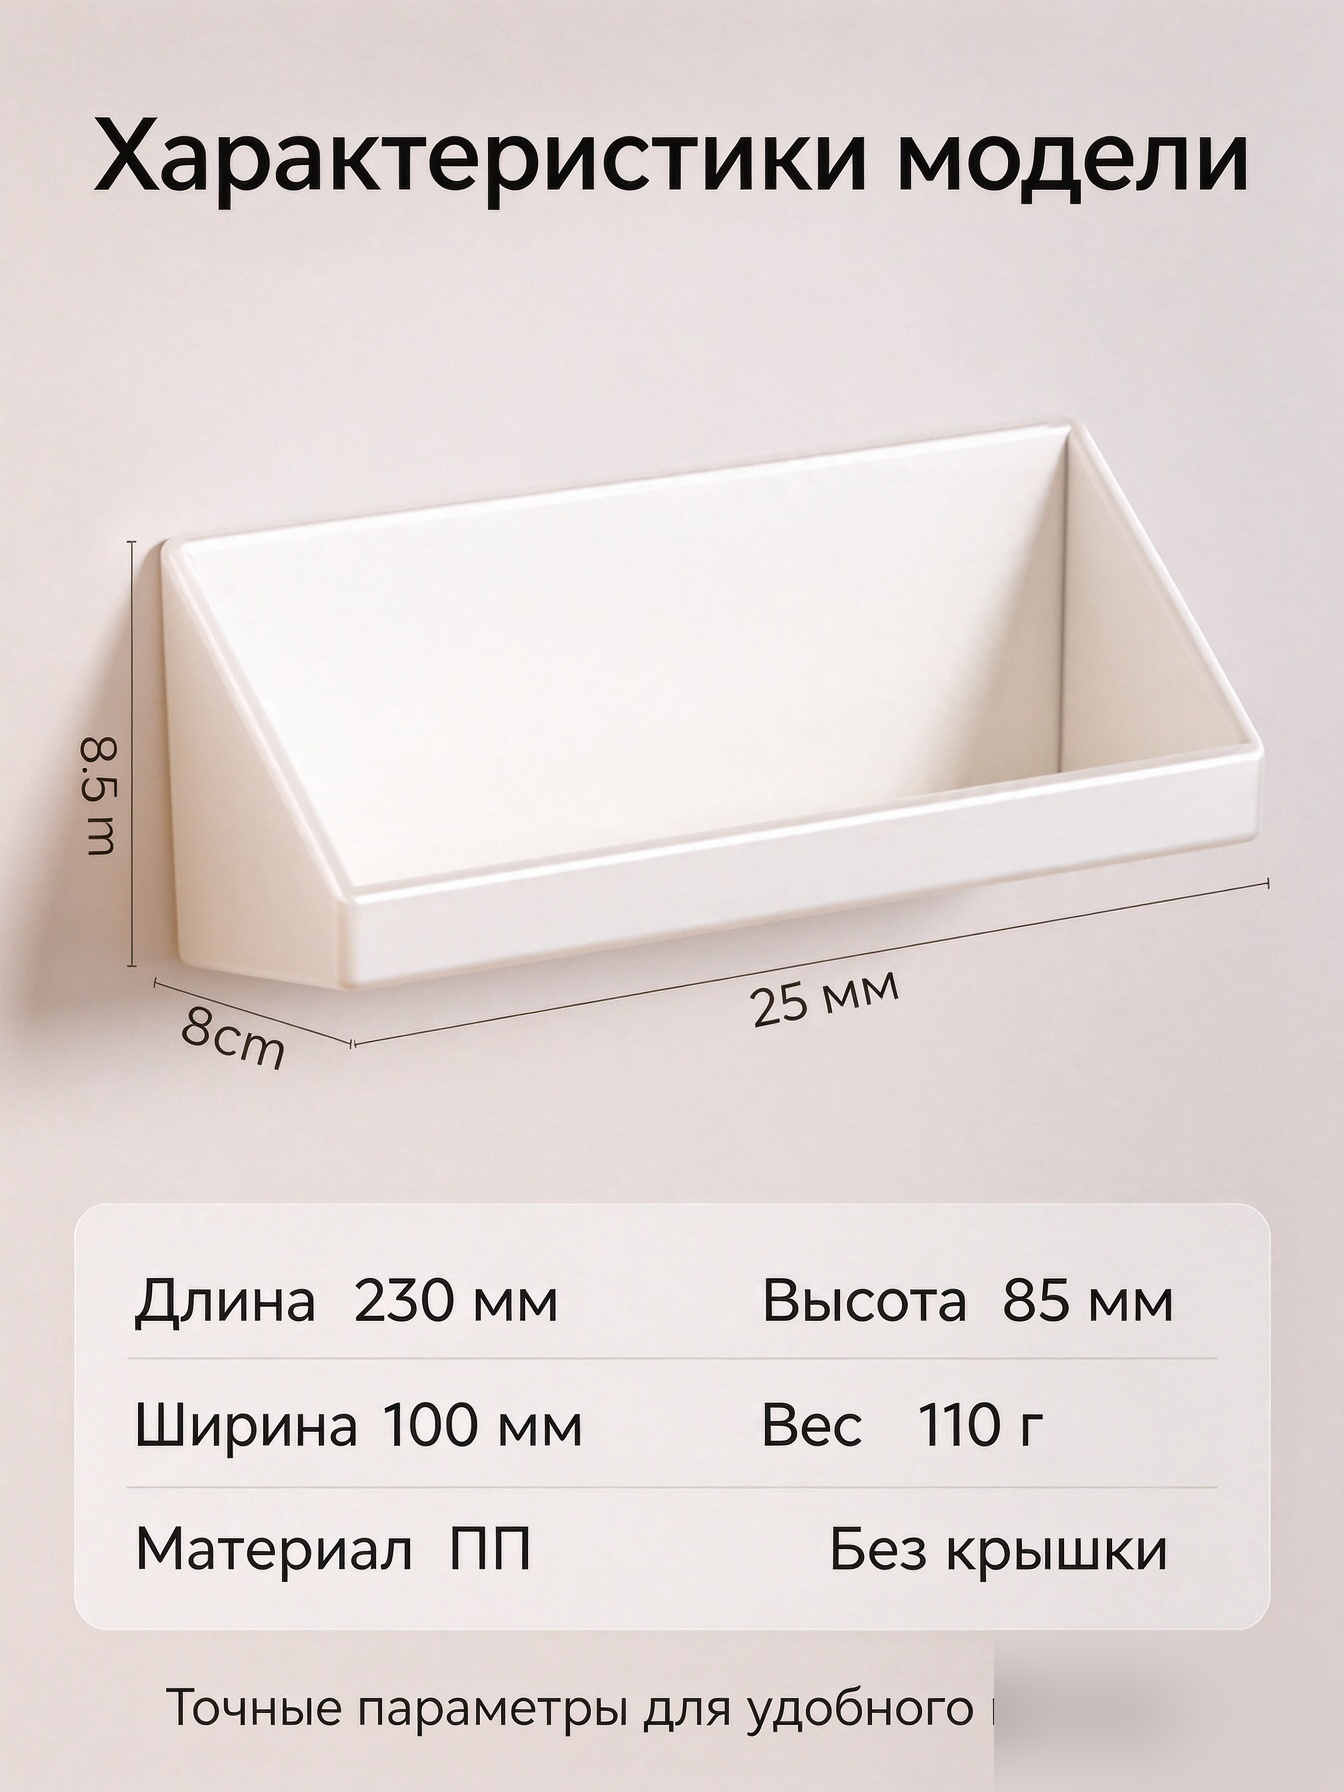 Характеристики модели
8.5 m
8cm
25 мм
Длина 230 мм
Высота 85 мм
Ширина 100 мм
Вес 110 г
Материал ПП
Без крышки
Точные параметры для удобного